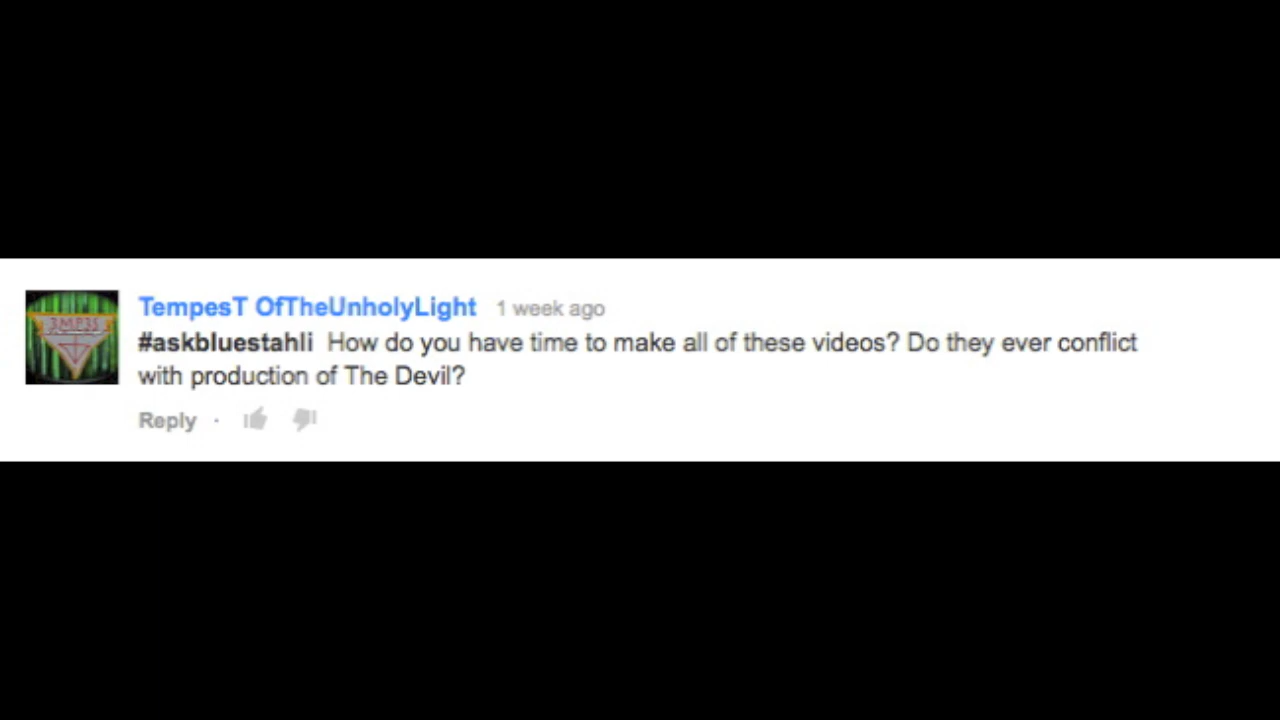 TempesT OfTheUnholyLight 1 week ago
#askbluestahli How do you have time to make all of these videos? Do they ever conflict
with production of The Devil?
Reply ·